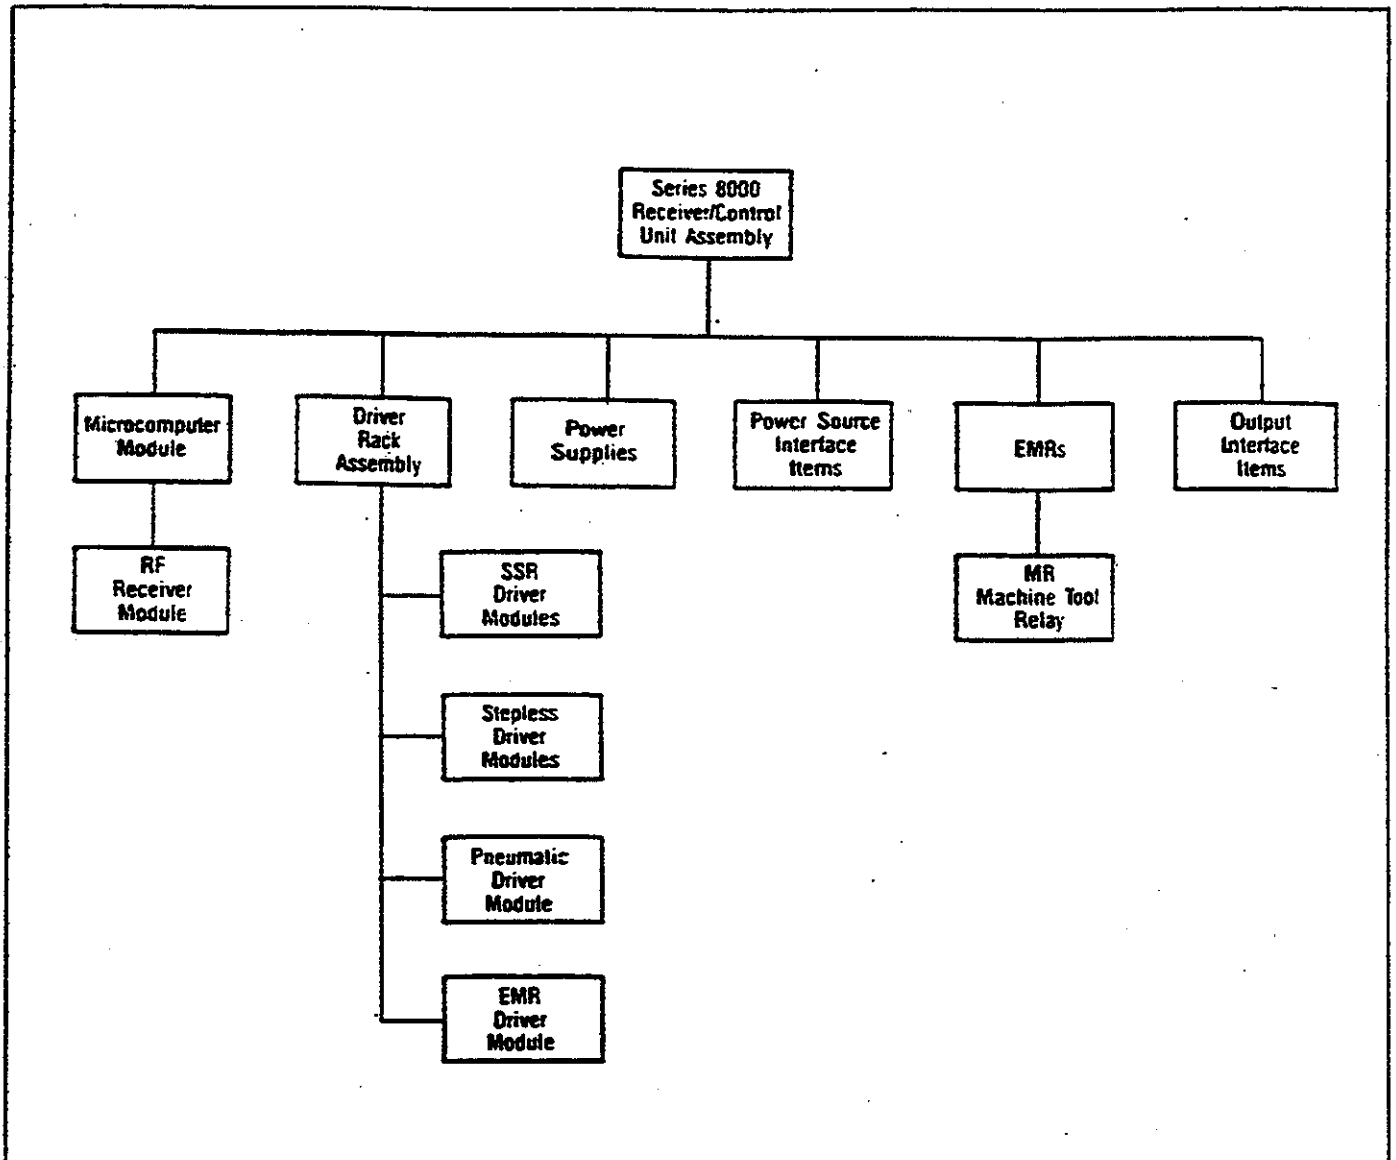 Series 8000
Receiver/Control
Unit Assembly
Microcomputer
Module
Driver
Rack
Assembly
Power
Supplies
Power Source
Interface
Items
EMRs
Output
Interface
Items
RF
Receiver
Module
SSR
Driver
Modules
MR
Machine Tool
Relay
Stepless
Driver
Modules
Pneumatic
Driver
Module
EMR
Driver
Module